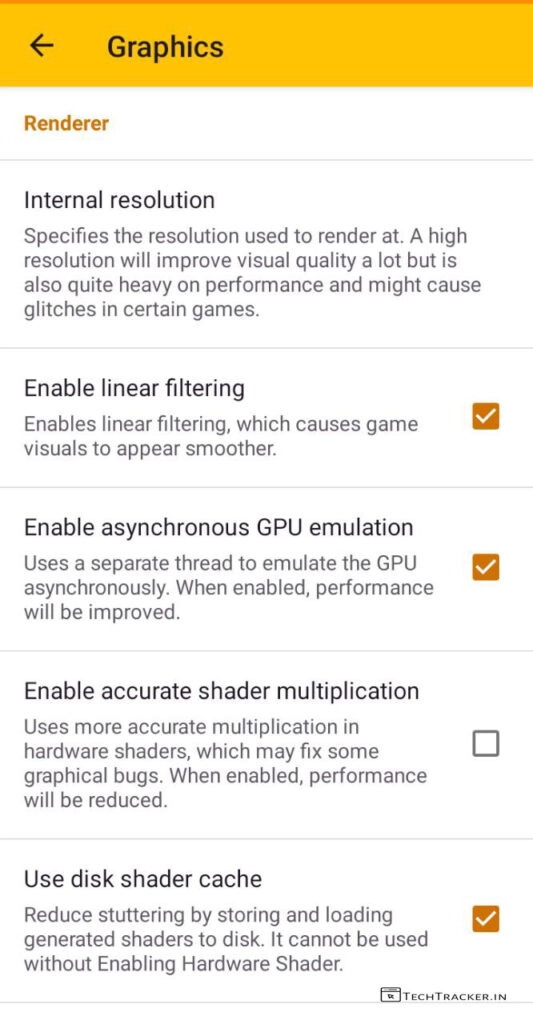 Graphics
Renderer
Internal resolution
Specifies the resolution used to render at. A high
resolution will improve visual quality a lot but is
also quite heavy on performance and might cause
glitches in certain games.
Enable linear filtering
Enables linear filtering, which causes game
visuals to appear smoother.
Enable asynchronous GPU emulation
Uses a separate thread to emulate the GPU
asynchronously. When enabled, performance
will be improved.
Enable accurate shader multiplication
Uses more accurate multiplication in
hardware shaders, which may fix some
graphical bugs. When enabled, performance
will be reduced.
Use disk shader cache
Reduce stuttering by storing and loading
generated shaders to disk. It cannot be used
without Enabling Hardware Shader.
TECHTRACKER.IN